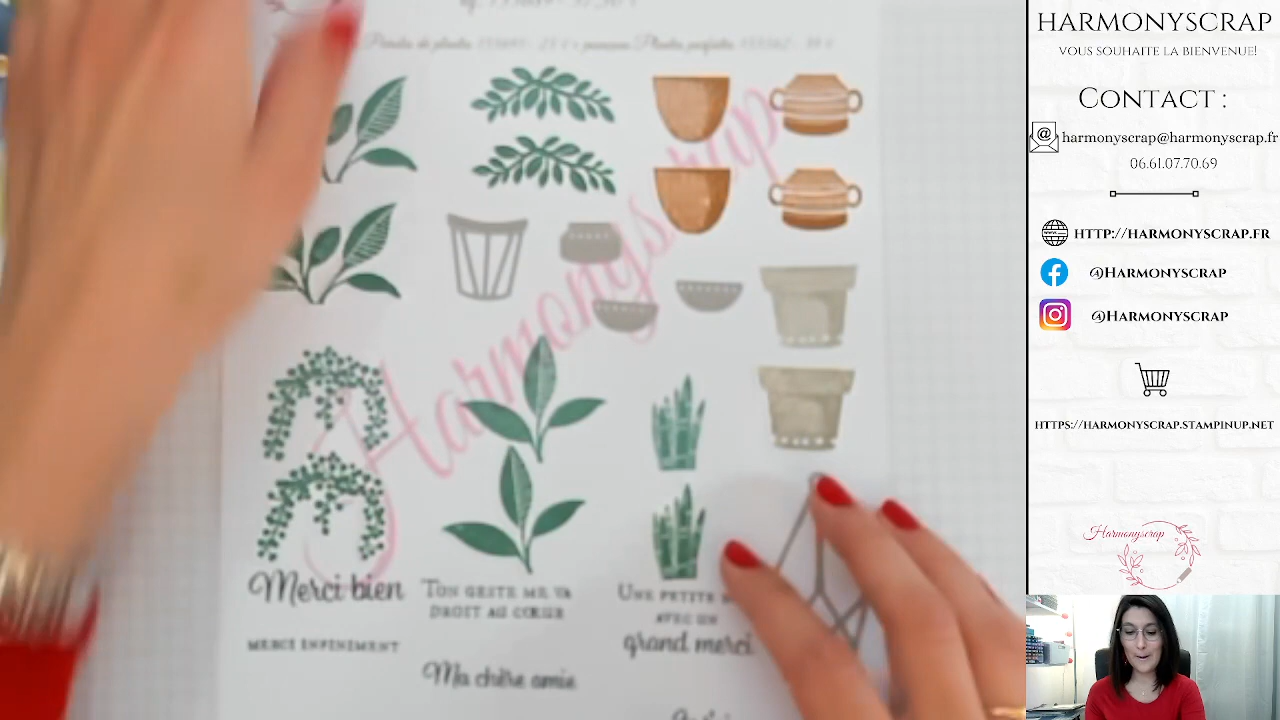 Harmonyscrap
Merci bien
Ton geste me va
droit au cœur
Une petite
avec un
grand merci
merci infiniment
Ma chère amie
HARMONYSCRAP
VOUS SOUHAITE LA BIENVENUE!
CONTACT :
@
harmonyscrap@harmonyscrap.fr
06.61.07.70.69
www.
HTTP://HARMONYSCRAP.FR
@HARMONYSCRAP
@HARMONYSCRAP
HTTPS://HARMONYSCRAP.STAMPINUP.NET
Harmonyscrap